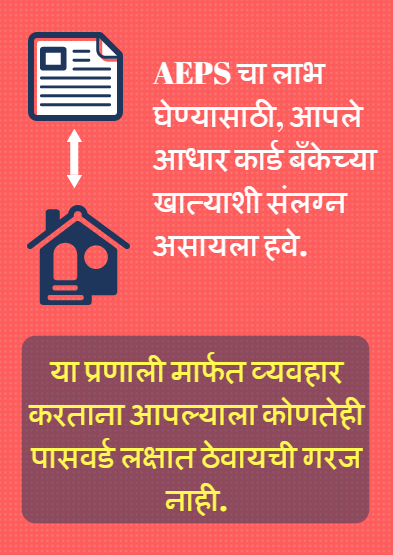 AEPS चा लाभ
घेण्यासाठी, आपले
आधार कार्ड बँकेच्या
खात्याशी संलग्न
असायला हवे.
या प्रणाली मार्फत व्यवहार
करताना आपल्याला कोणतेही
पासवर्ड लक्षात ठेवायची गरज
नाही.